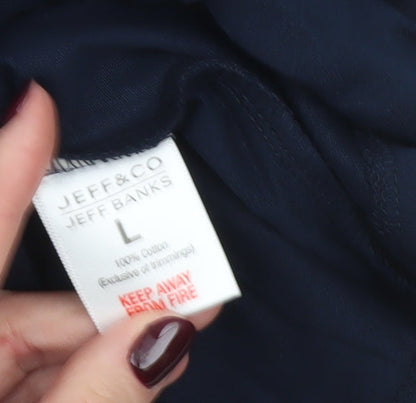 JEFF&CO
JEFF BANKS
L
100% Cotton
(Exclusive of trimmings)
KEEP AWAY
FROM FIRE